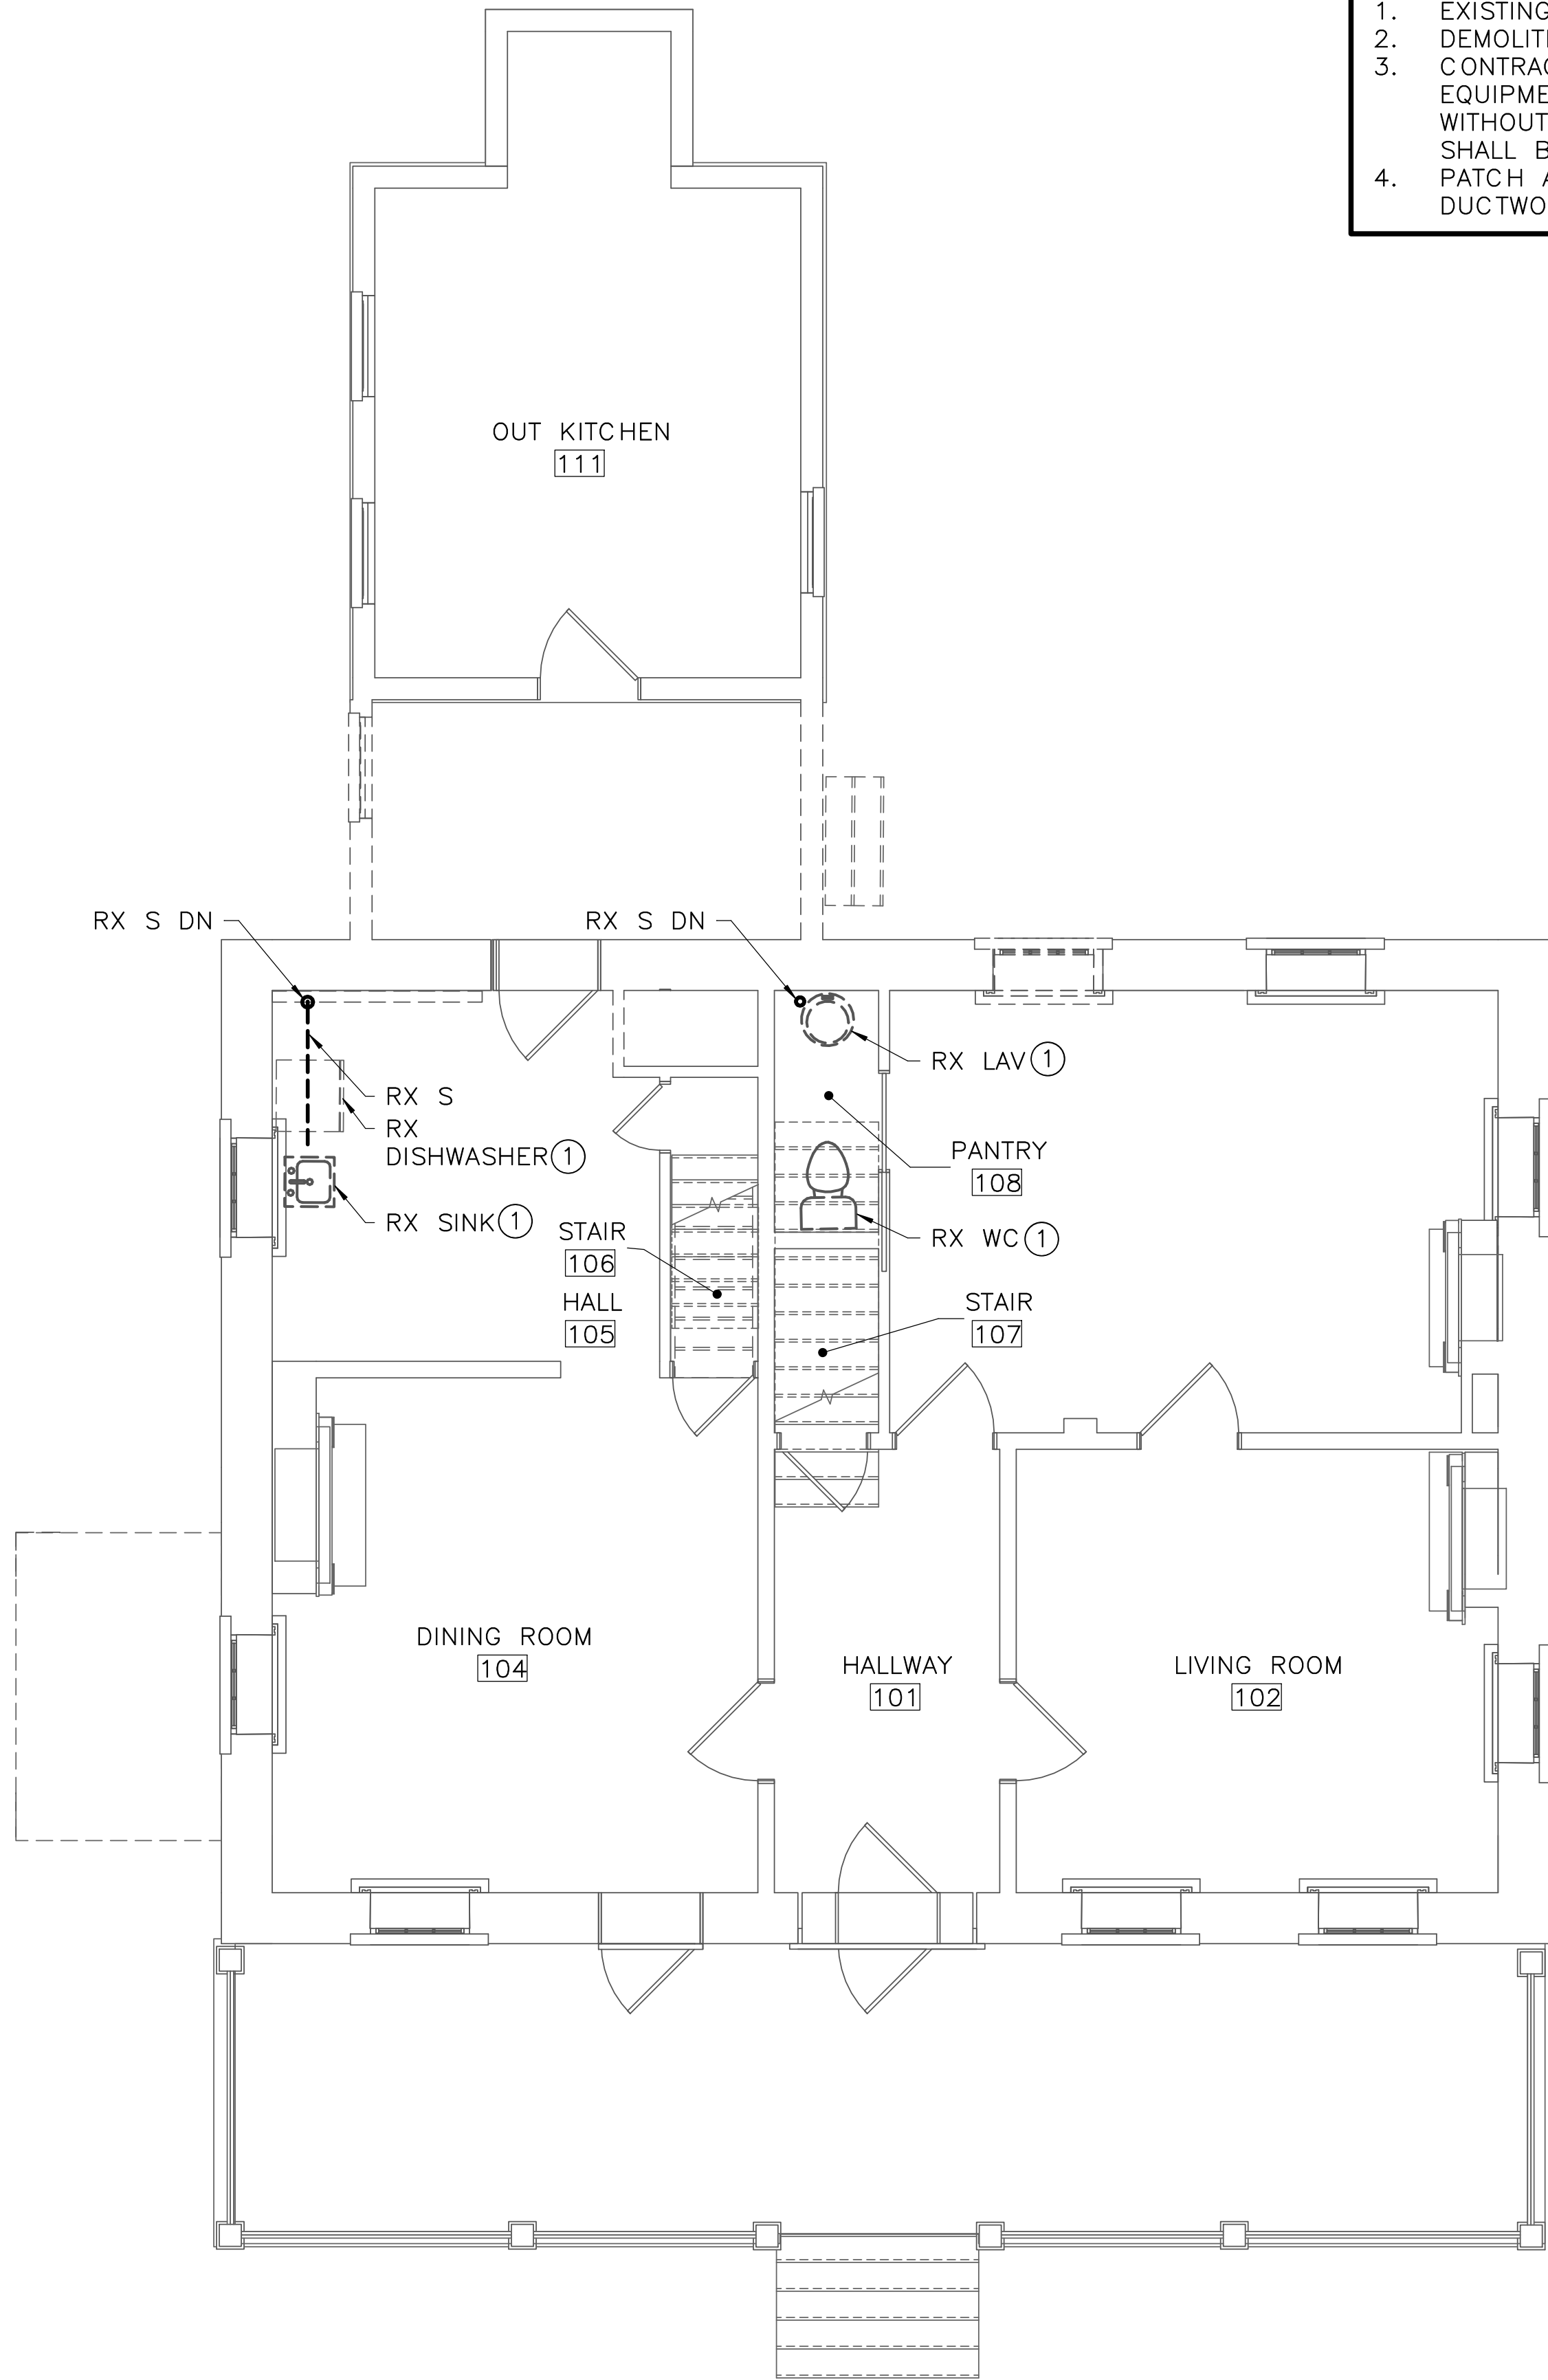 1. EXISTING
2. DEMOLITI
3. CONTRAC
EQUIPME
WITHOUT
SHALL B
4. PATCH A
DUCTWO
OUT KITCHEN
111
RX S DN
RX S DN
RX LAV 1
RX S
RX
DISHWASHER 1
PANTRY
108
RX SINK 1
STAIR
106
RX WC 1
HALL
105
STAIR
107
DINING ROOM
104
HALLWAY
101
LIVING ROOM
102